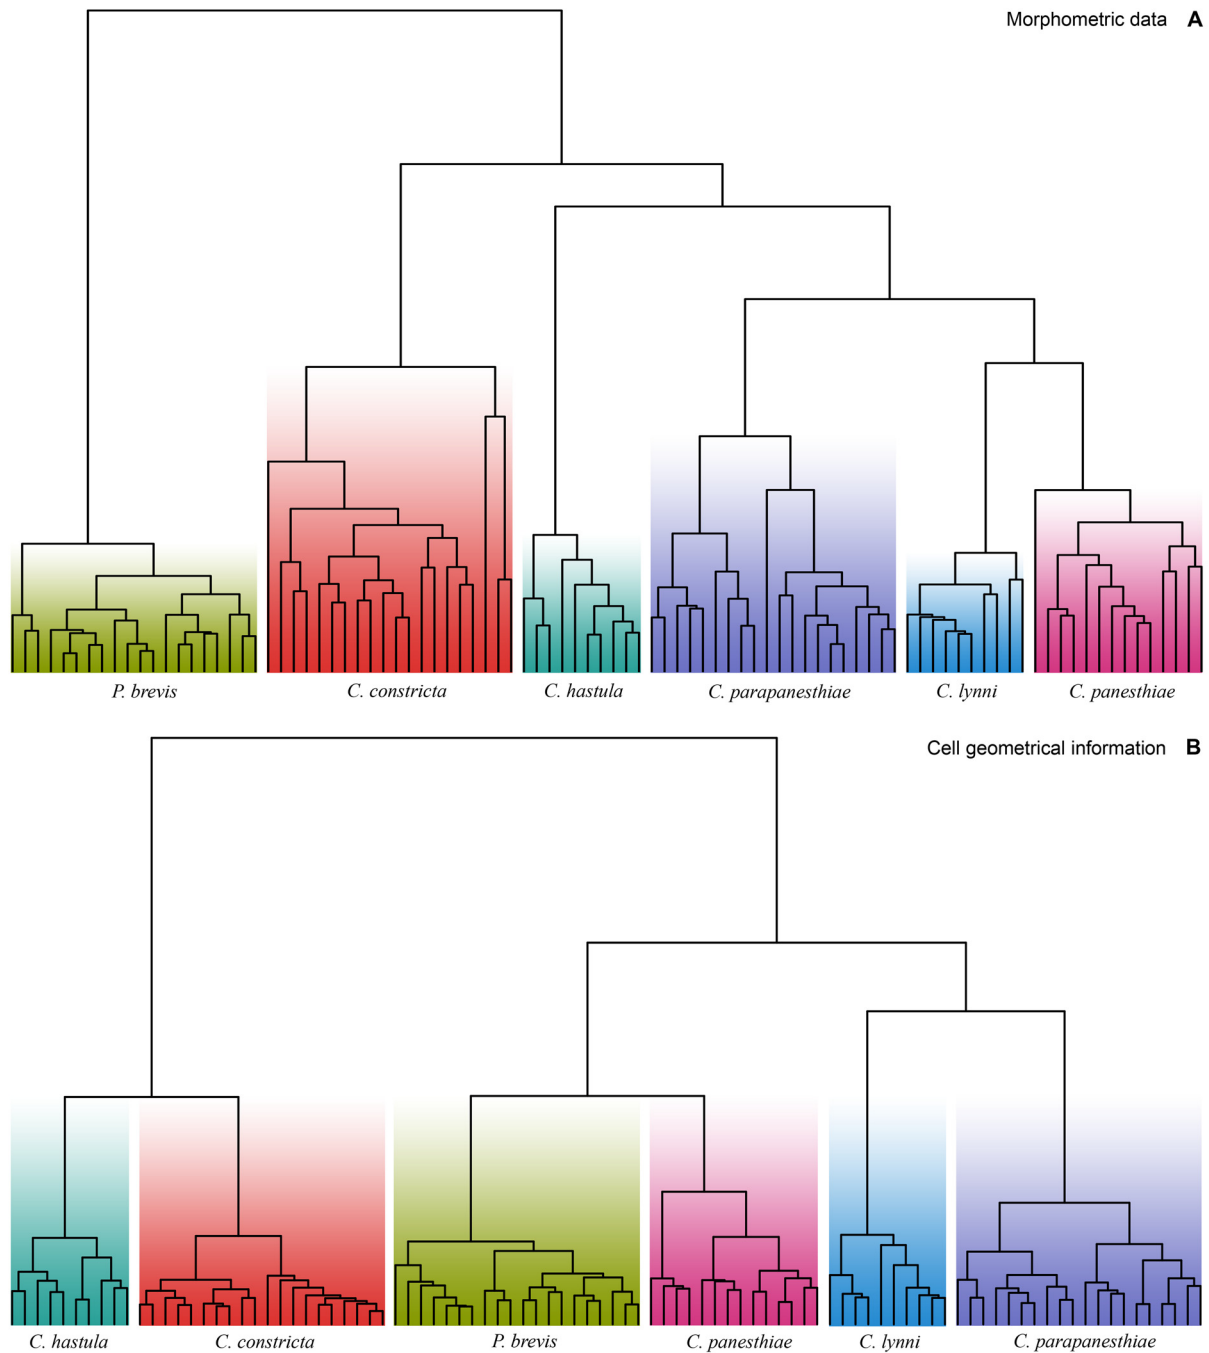 Morphometric data A
P. brevis C. constricta C. hastula C. parapanesthiae C. lynni C. panesthiae
Cell geometrical information B
C. hastula C. constricta P. brevis C. panesthiae C. lynni C. parapanesthiae